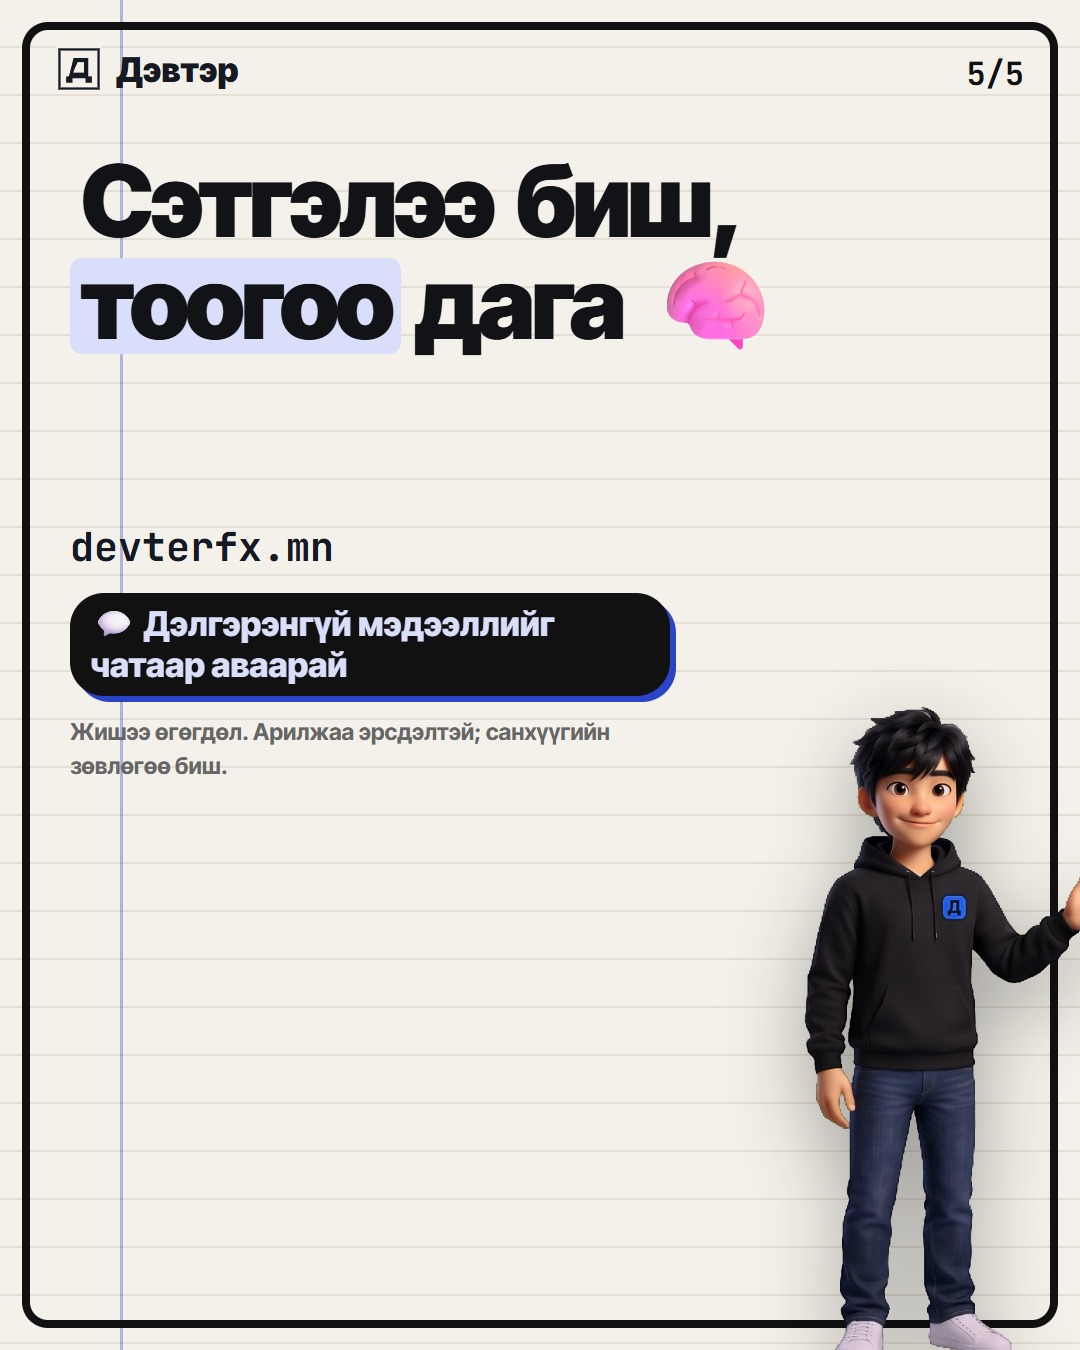 Д Дэвтэр
5/5
Сэтгэлээ биш,
тоогоо дага
devterfx.mn
Дэлгэрэнгүй мэдээллийг
чатаар аваарай
Жишээ өгөгдөл. Арилжаа эрсдэлтэй; санхүүгийн
зөвлөгөө биш.
Д